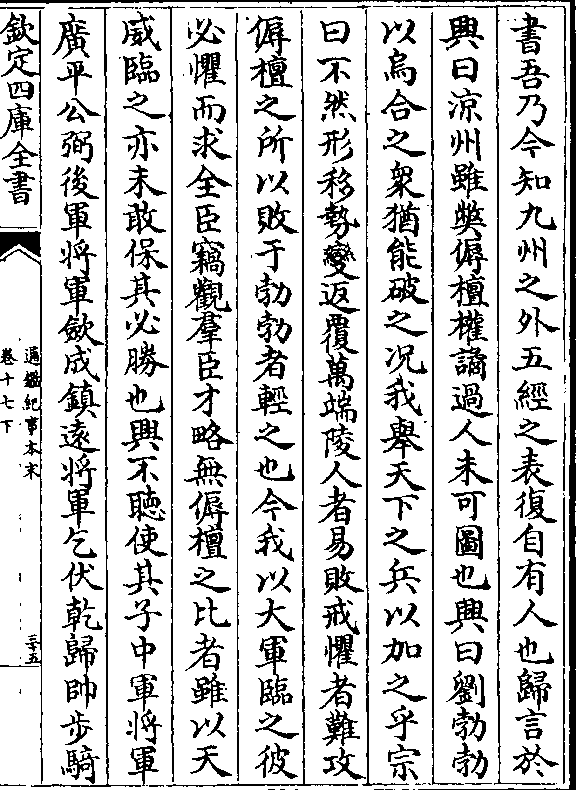 書吾乃今知九州之外五經之表復自有人也歸言於
興曰涼州雖弊傉檀權譎過人未可圖也興曰劉勃勃
以烏合之衆猶能破之况我舉天下之兵以加之乎宗
曰不然形移勢變返覆萬端陵人者易敗戒懼者難攻
傉檀之所以敗于勃勃者輕之也今我以大軍臨之彼
必懼而求全臣竊觀羣臣才略無傉檀之比者雖以天
威臨之亦未敢保其必勝也興不聽使其子中軍將軍
廣平公弼後軍將軍斂成鎮遠將軍乞伏乾歸帥步騎
欽定四庫全書
通鑑紀事本末
卷十七下
三十五